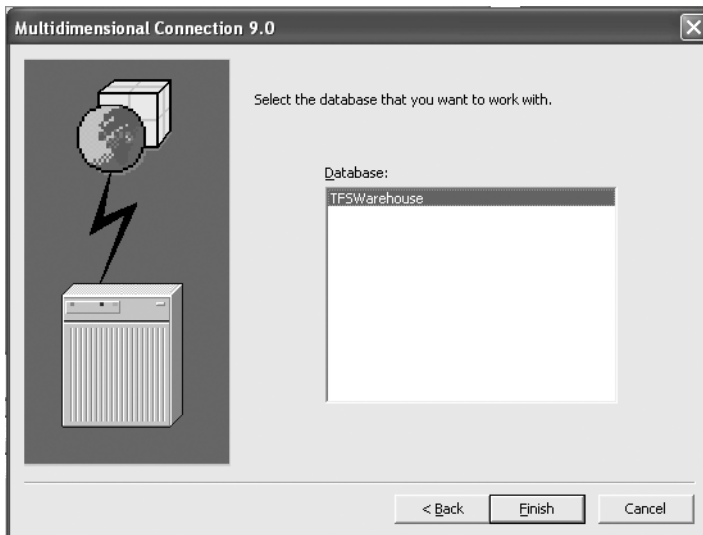 Multidimensional Connection 9.0
Select the database that you want to work with.
Database:
TFSWarehouse
< Back
Finish
Cancel